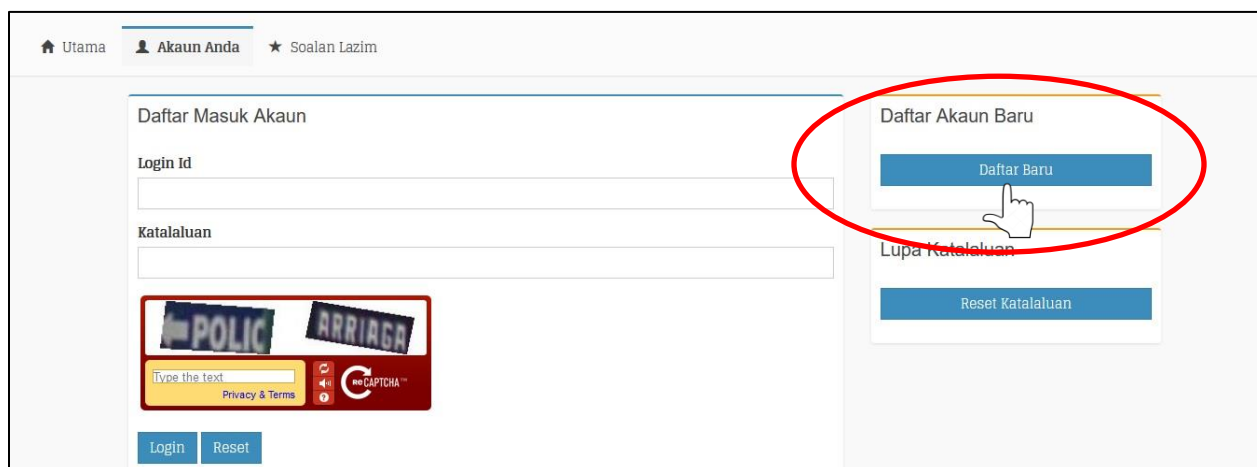 Utama Akaun Anda Soalan Lazim
Daftar Masuk Akaun
Login Id
Katalaluan
POLIC ARRIAGA
Type the text
Privacy & Terms
reCAPTCHA™
Login Reset
Daftar Akaun Baru
Daftar Baru
Lupa Katalaluan
Reset Katalaluan